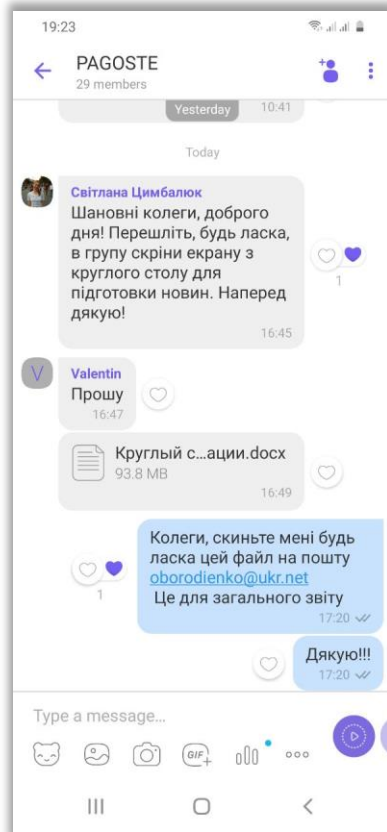 19:23
PAGOSTE
29 members
Yesterday
10:41
Today
Світлана Цимбалюк
Шановні колеги, доброго
дня! Перешліть, будь ласка,
в групу скріни екрану з
круглого столу для
підготовки новин. Наперед
дякую!
1
16:45
V
Valentin
Прошу
16:47
Круглый с...ации.docx
93.8 MB
16:49
Колеги, скиньте мені будь
ласка цей файл на пошту
oborodienko@ukr.net
Це для загального звіту
1
17:20
Дякую!!!
17:20
Type a message...
GIF